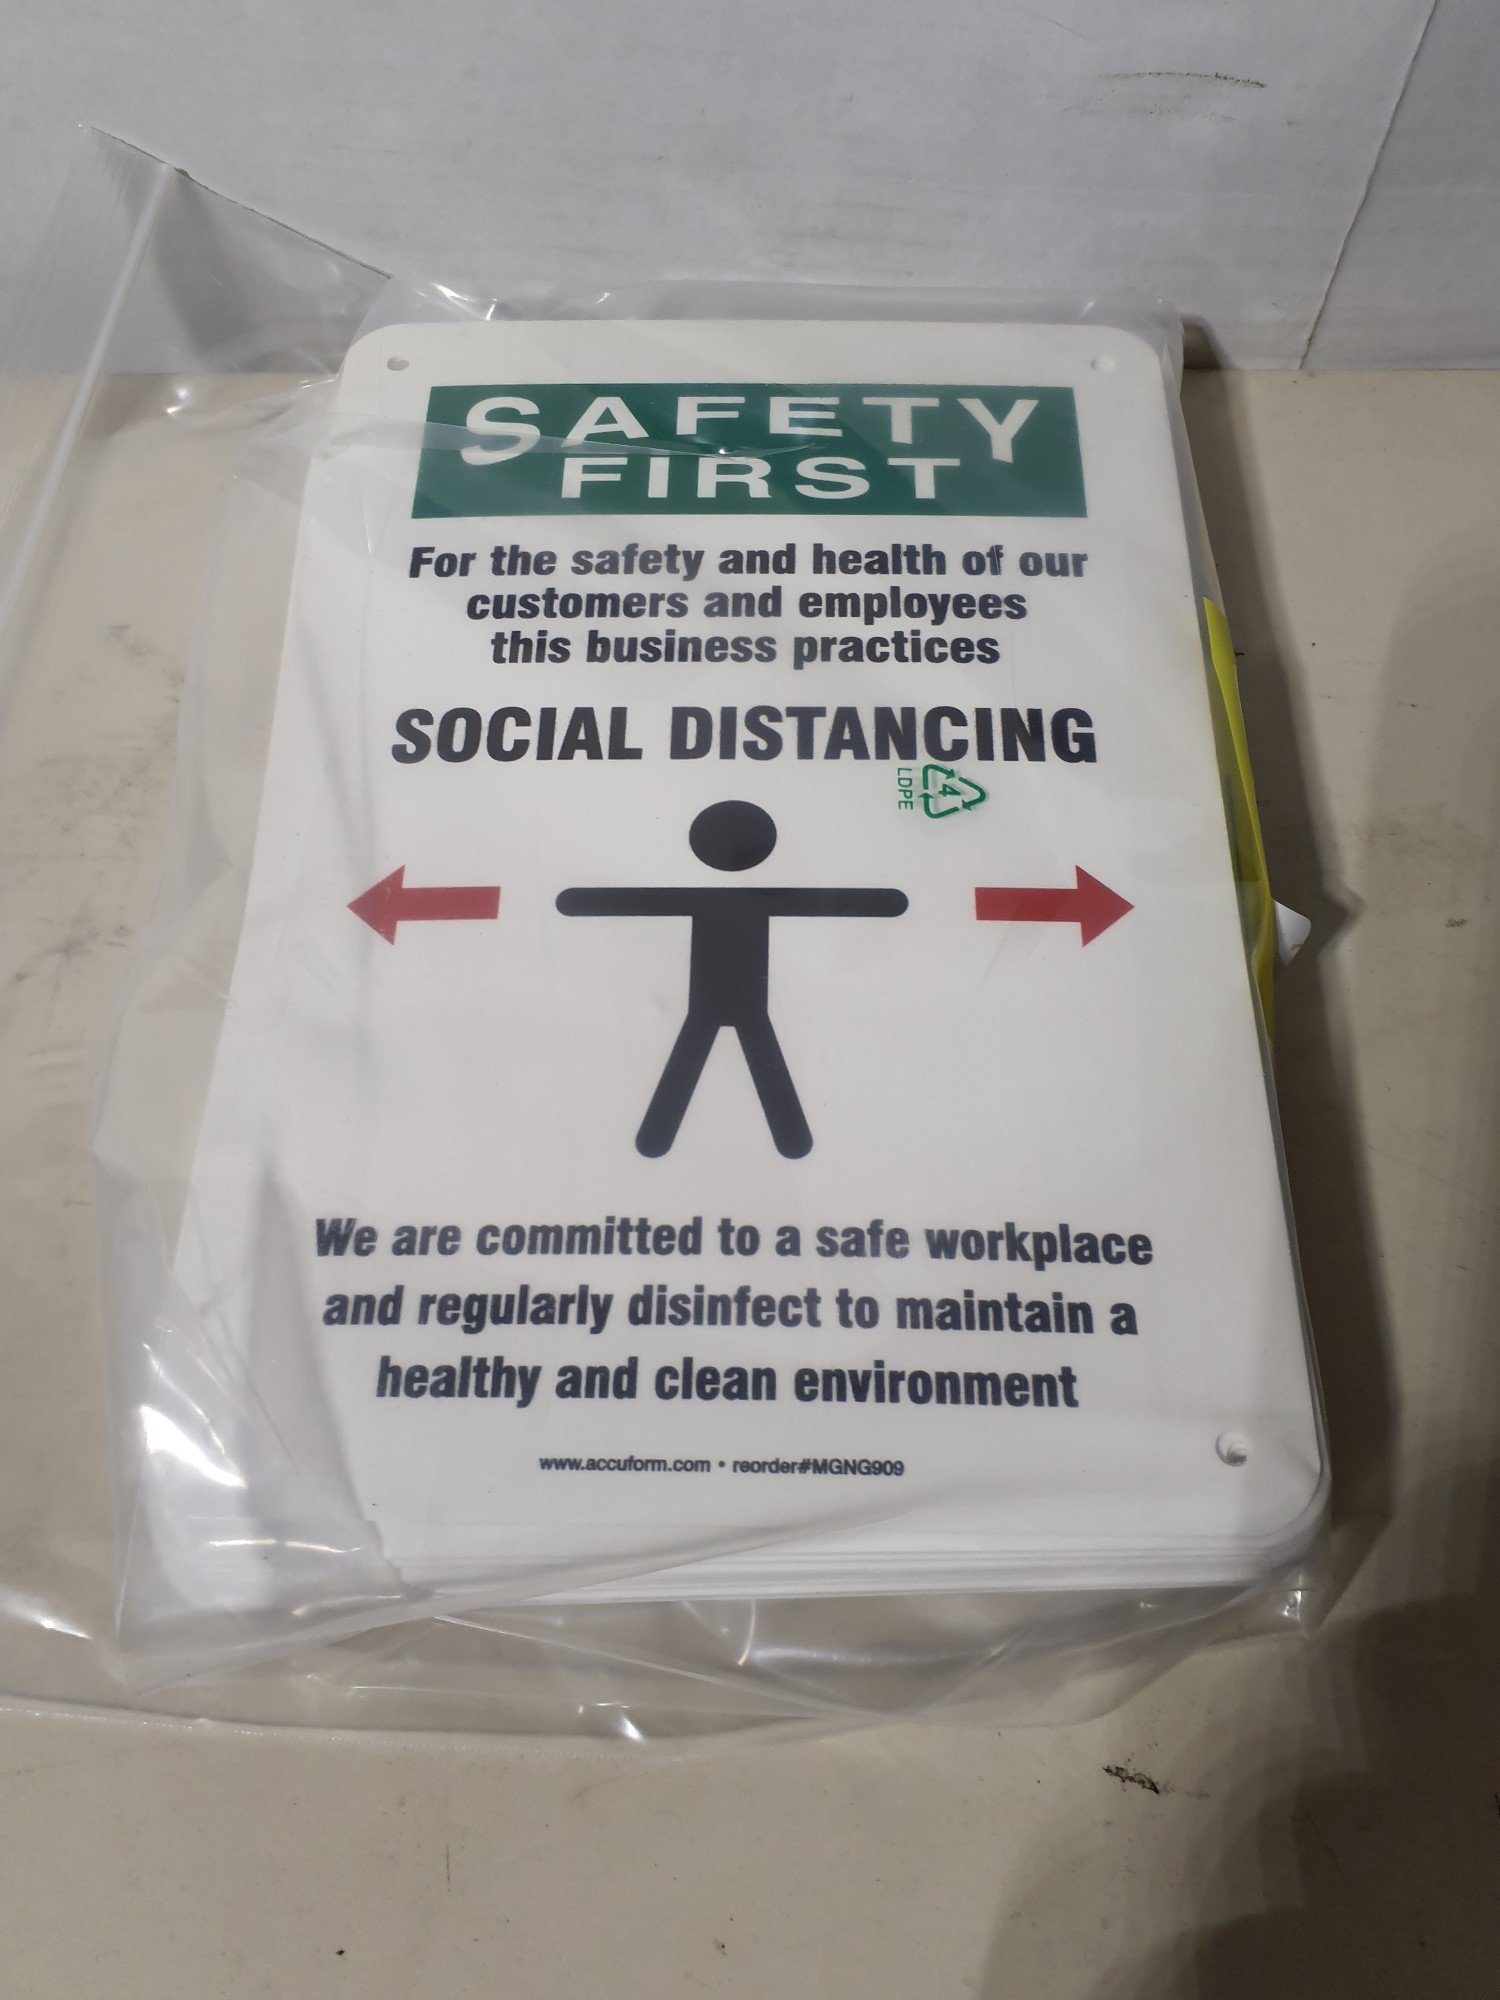 SAFETY
FIRST
For the safety and health of our
customers and employees
this business practices
SOCIAL DISTANCING
4
LDPE
We are committed to a safe workplace
and regularly disinfect to maintain a
healthy and clean environment
www.accuform.com • reorder#MGNG909